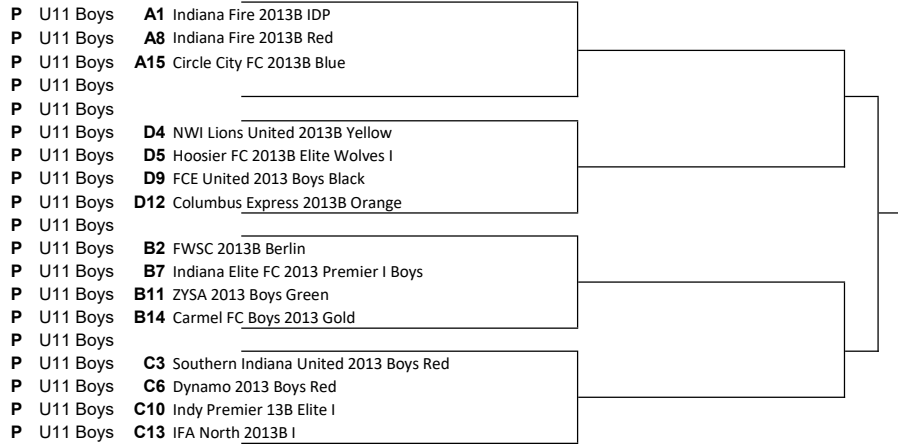 P U11 Boys A1 Indiana Fire 2013B IDP
P U11 Boys A8 Indiana Fire 2013B Red
P U11 Boys A15 Circle City FC 2013B Blue
P U11 Boys
P U11 Boys
P U11 Boys D4 NWI Lions United 2013B Yellow
P U11 Boys D5 Hoosier FC 2013B Elite Wolves I
P U11 Boys D9 FCE United 2013 Boys Black
P U11 Boys D12 Columbus Express 2013B Orange
P U11 Boys
P U11 Boys B2 FWSC 2013B Berlin
P U11 Boys B7 Indiana Elite FC 2013 Premier I Boys
P U11 Boys B11 ZYSA 2013 Boys Green
P U11 Boys B14 Carmel FC Boys 2013 Gold
P U11 Boys
P U11 Boys C3 Southern Indiana United 2013 Boys Red
P U11 Boys C6 Dynamo 2013 Boys Red
P U11 Boys C10 Indy Premier 13B Elite I
P U11 Boys C13 IFA North 2013B I